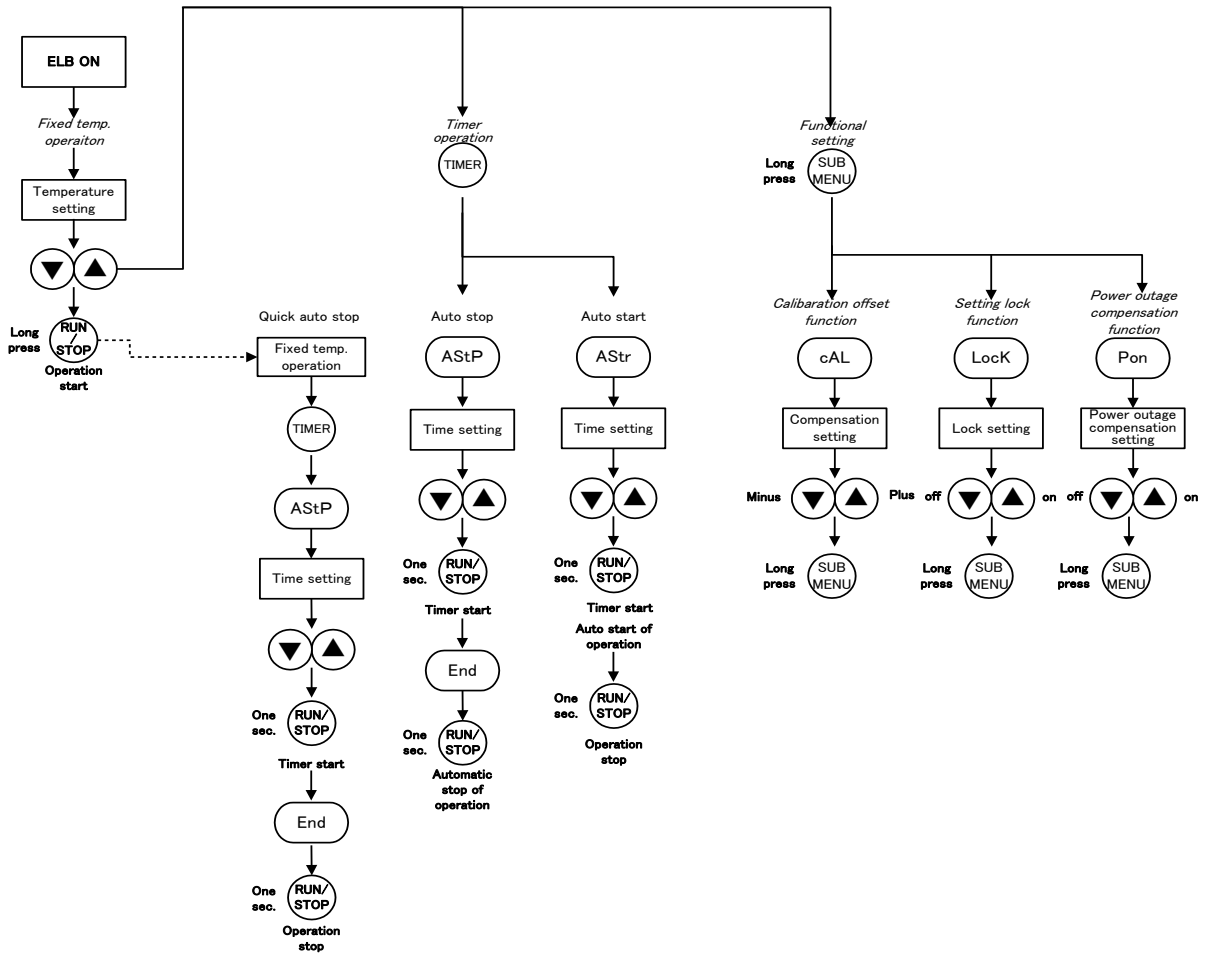 ELB ON
Fixed temp.
operaiton
Temperature
setting
▼ ▲
Long
press
RUN
/
STOP
Operation
start
Quick auto stop
Fixed temp.
operation
TIMER
AStP
Time setting
▼ ▲
One
sec.
RUN/
STOP
Timer start
End
One
sec.
RUN/
STOP
Operation
stop
Timer
operation
TIMER
Auto stop
AStP
Time setting
▼ ▲
One
sec.
RUN/
STOP
Timer start
End
One
sec.
RUN/
STOP
Automatic
stop of
operation
Auto start
AStr
Time setting
▼ ▲
One
sec.
RUN/
STOP
Timer start
Auto start of
operation
One
sec.
RUN/
STOP
Operation
stop
Functional
setting
Long
press
SUB
MENU
Calibaration offset
function
cAL
Compensation
setting
Minus ▼ ▲ Plus
Long
press
SUB
MENU
Setting lock
function
LocK
Lock setting
off ▼ ▲ on
Long
press
SUB
MENU
Power outage
compensation
function
Pon
Power outage
compensation
setting
off ▼ ▲ on
Long
press
SUB
MENU